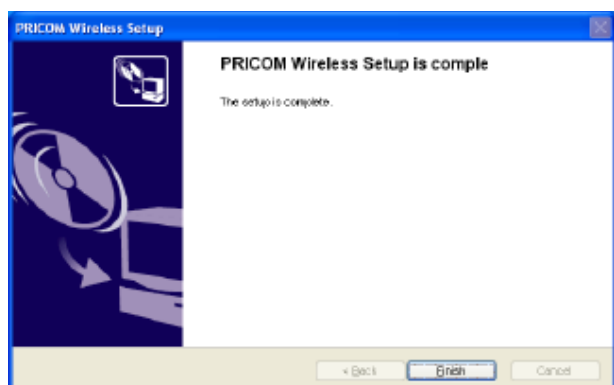 PRICOM Wireless Setup
PRICOM Wireless Setup is comple
The setup is complete.
< Back
Finish
Cancel